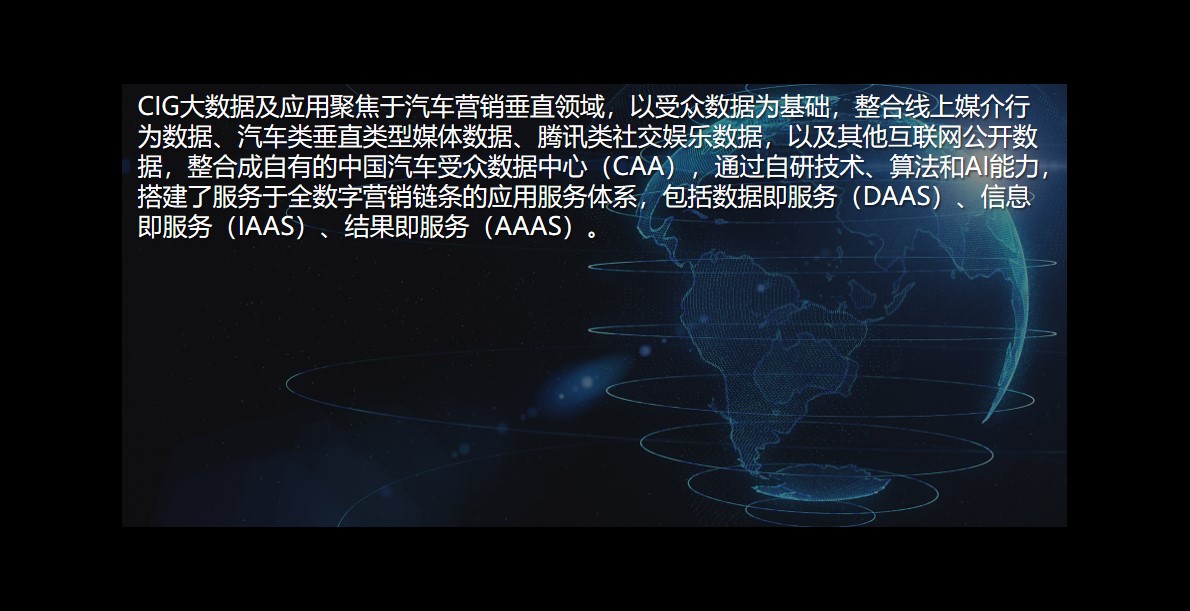 CIG大数据及应用聚焦于汽车营销垂直领域，以受众数据为基础，整合线上媒介行
为数据、汽车类垂直类型媒体数据、腾讯类社交娱乐数据，以及其他互联网公开数
据，整合成自有的中国汽车受众数据中心（CAA），通过自研技术、算法和AI能力，
搭建了服务于全数字营销链条的应用服务体系，包括数据即服务（DAAS）、信息
即服务（IAAS）、结果即服务（AAAS）。